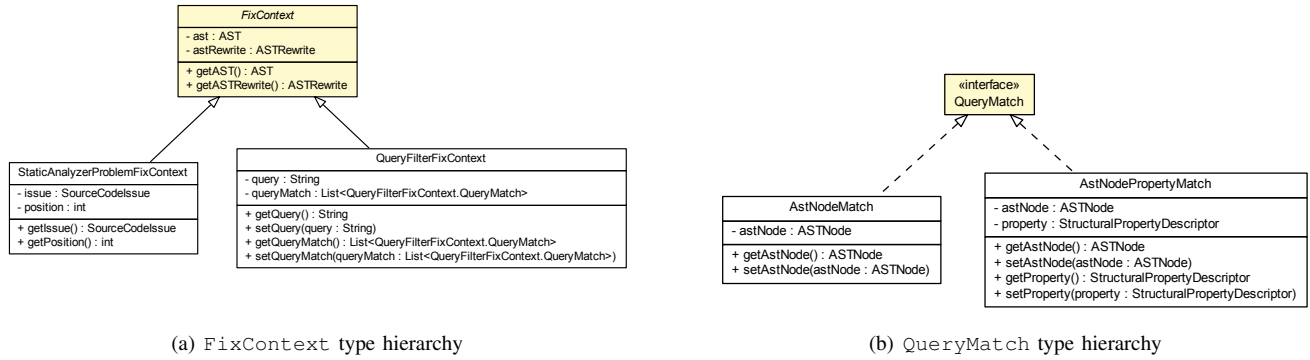 FixContext
- ast : AST
- astRewrite : ASTRewrite
+ getAST() : AST
+ getASTRewrite() : ASTRewrite
StaticAnalyzerProblemFixContext
- issue : SourceCodeIssue
- position : int
+ getIssue() : SourceCodeIssue
+ getPosition() : int
QueryFilterFixContext
- query : String
- queryMatch : List<QueryFilterFixContext.QueryMatch>
+ getQuery() : String
+ setQuery(query : String)
+ getQueryMatch() : List<QueryFilterFixContext.QueryMatch>
+ setQueryMatch(queryMatch : List<QueryFilterFixContext.QueryMatch>)
(a) FixContext type hierarchy
«interface»
QueryMatch
AstNodeMatch
- astNode : ASTNode
+ getAstNode() : ASTNode
+ setAstNode(astNode : ASTNode)
AstNodePropertyMatch
- astNode : ASTNode
- property : StructuralPropertyDescriptor
+ getAstNode() : ASTNode
+ setAstNode(astNode : ASTNode)
+ getProperty() : StructuralPropertyDescriptor
+ setProperty(property : StructuralPropertyDescriptor)
(b) QueryMatch type hierarchy